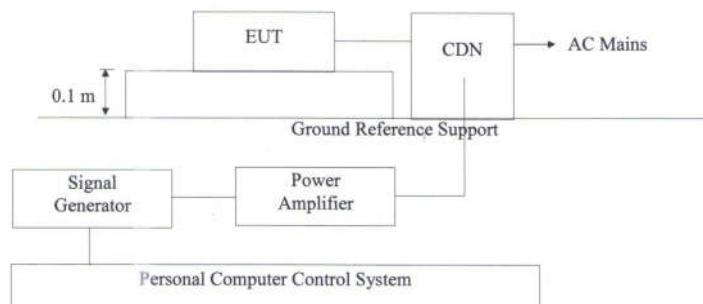 EUT
CDN
AC Mains
0.1 m
Ground Reference Support
Signal
Generator
Power
Amplifier
Personal Computer Control System